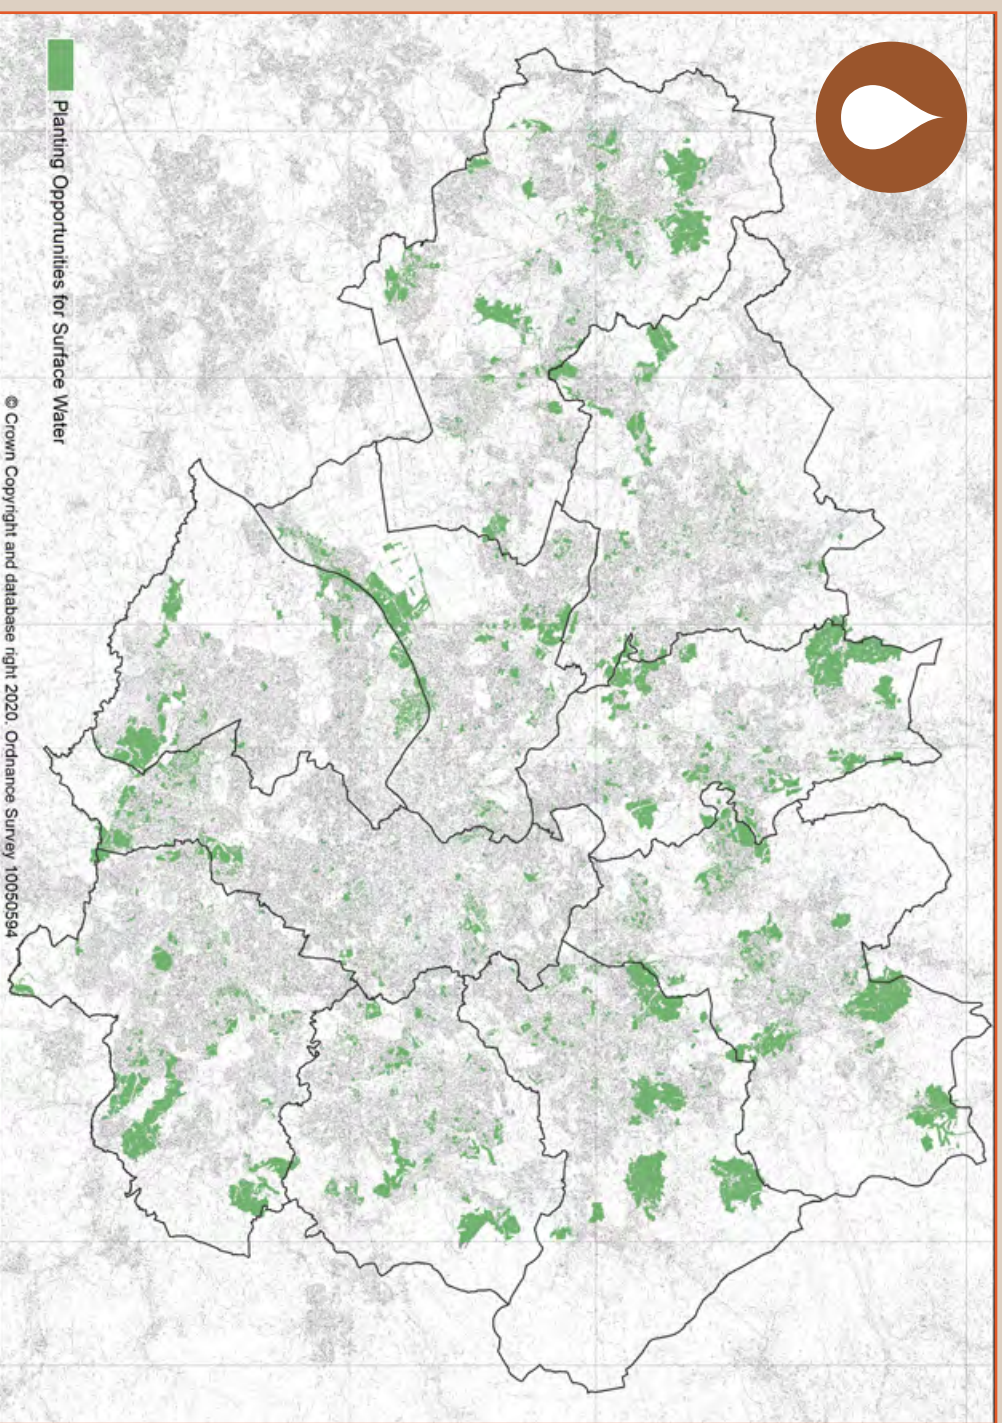 Planting Opportunities for Surface Water
© Crown Copyright and database right 2020. Ordnance Survey 10050594